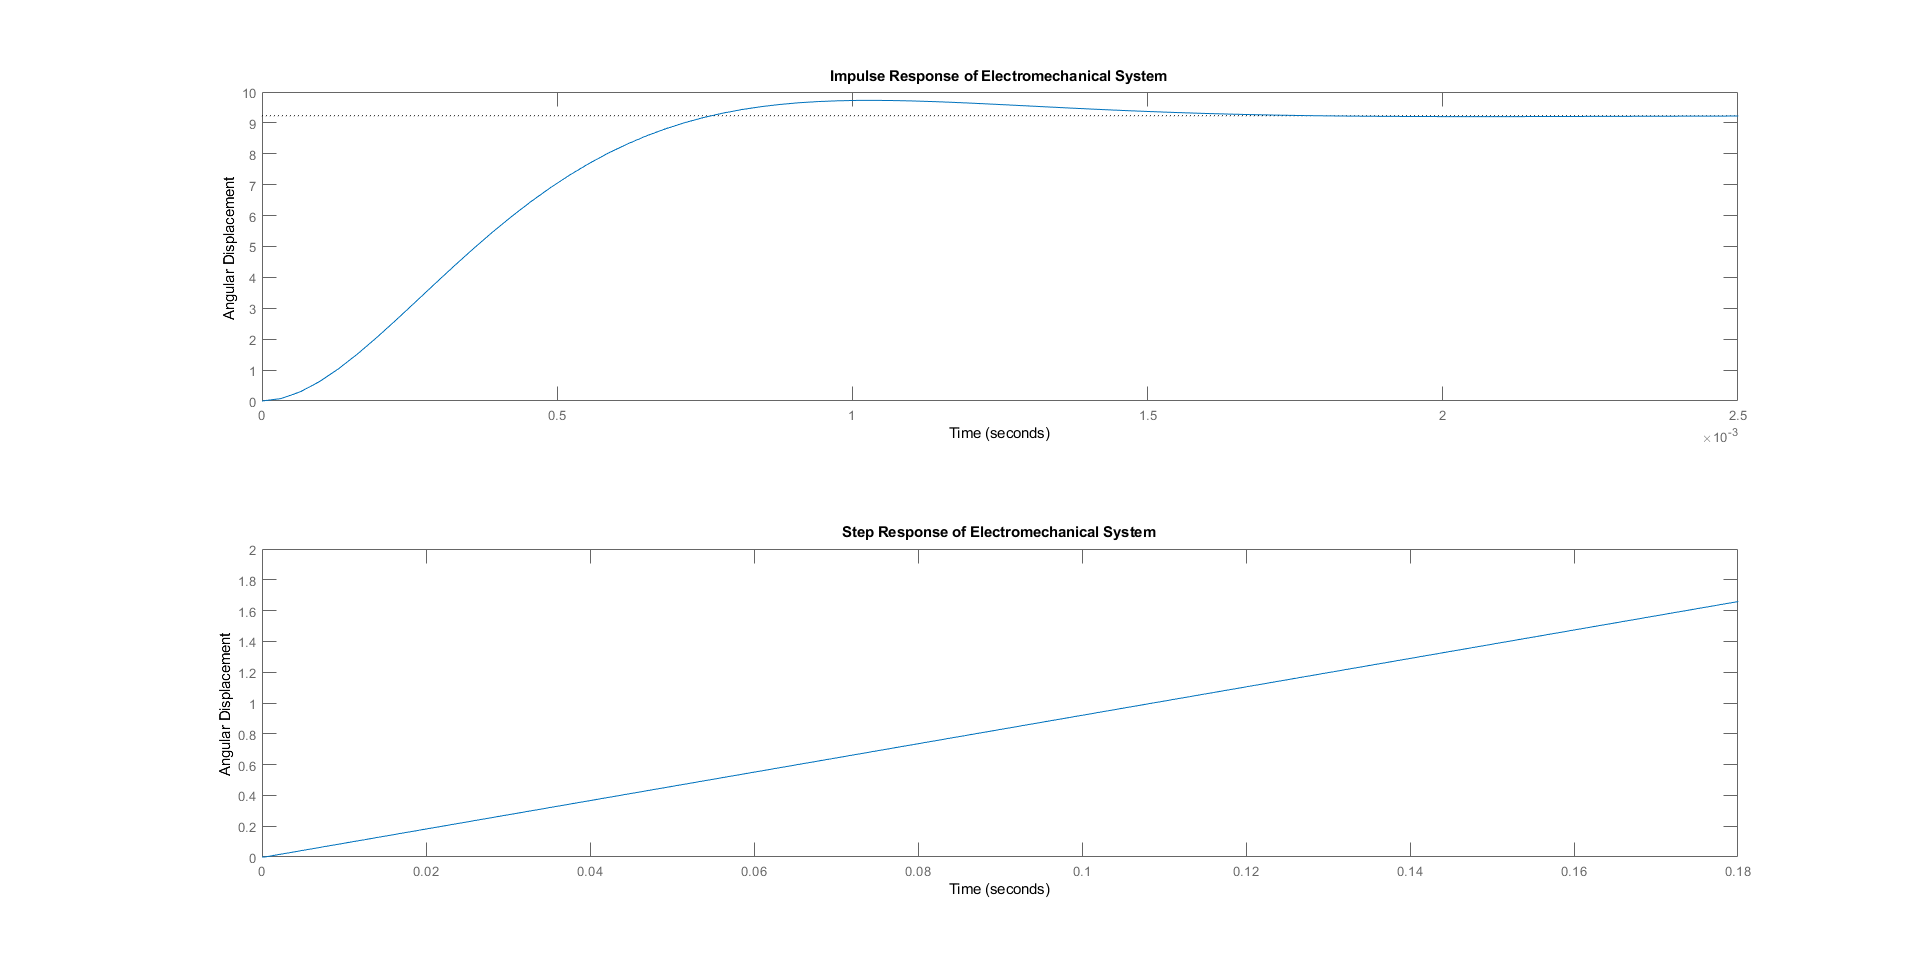 Impulse Response of Electromechanical System
10
9
8
7
6
5
4
3
2
1
0
Angular Displacement
0 0.5 1 1.5 2 2.5
Time (seconds)
×10-3
Step Response of Electromechanical System
2
1.8
1.6
1.4
1.2
1
0.8
0.6
0.4
0.2
0
Angular Displacement
0 0.02 0.04 0.06 0.08 0.1 0.12 0.14 0.16 0.18
Time (seconds)